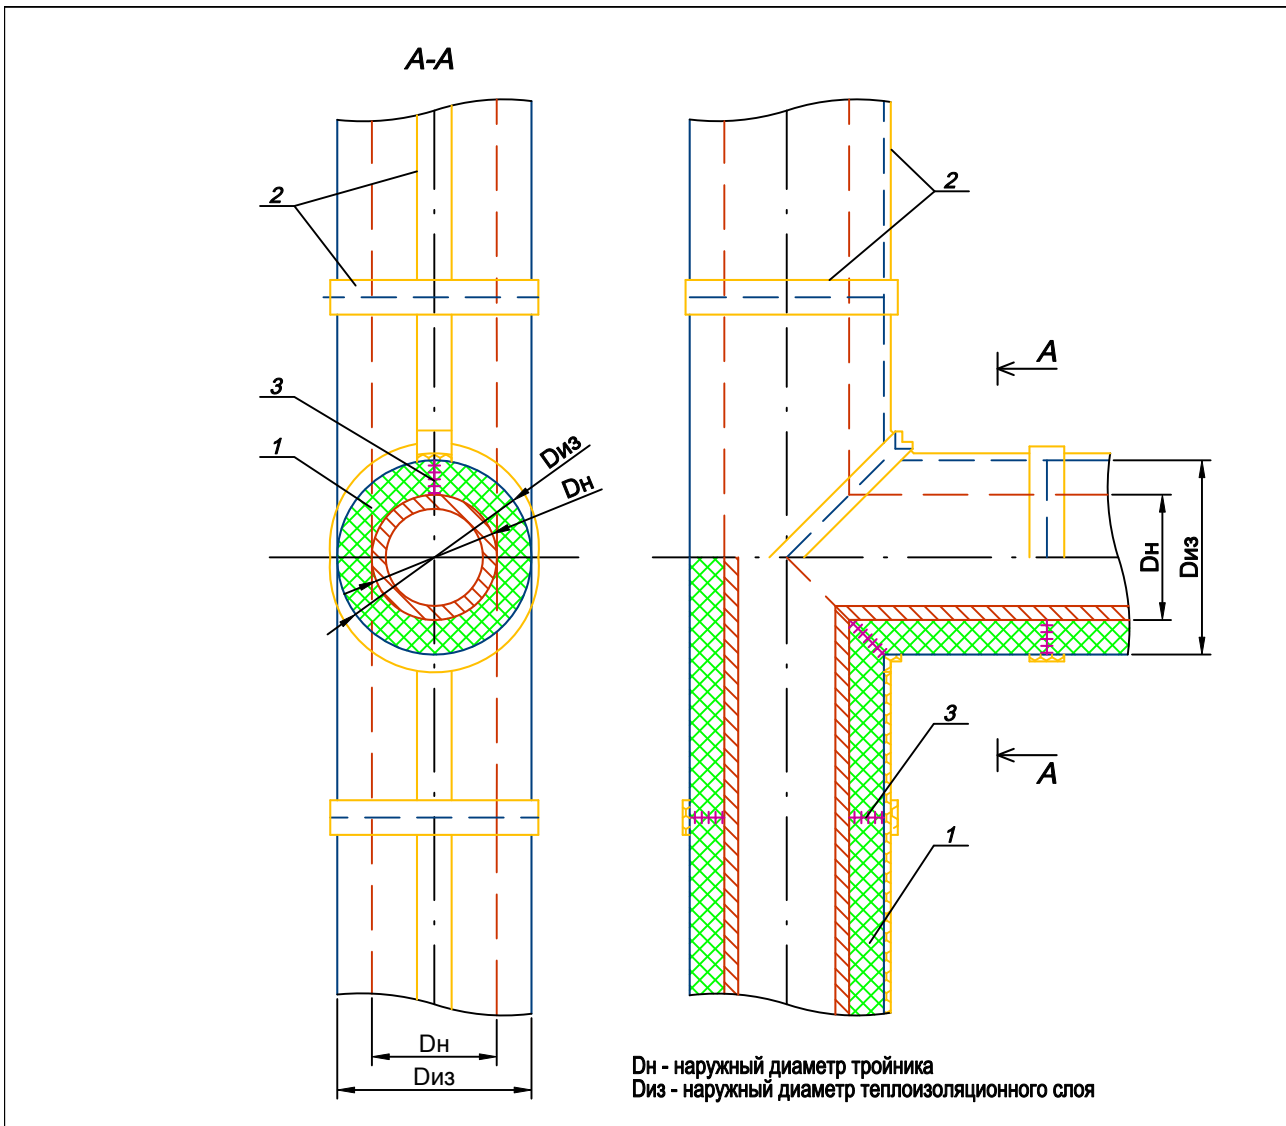 А-А
2
2
А
3
1
Dиз
Dн
Dн
Dиз
3
А
1
Dн
Dиз
Dн - наружный диаметр тройника
Dиз - наружный диаметр теплоизоляционного слоя